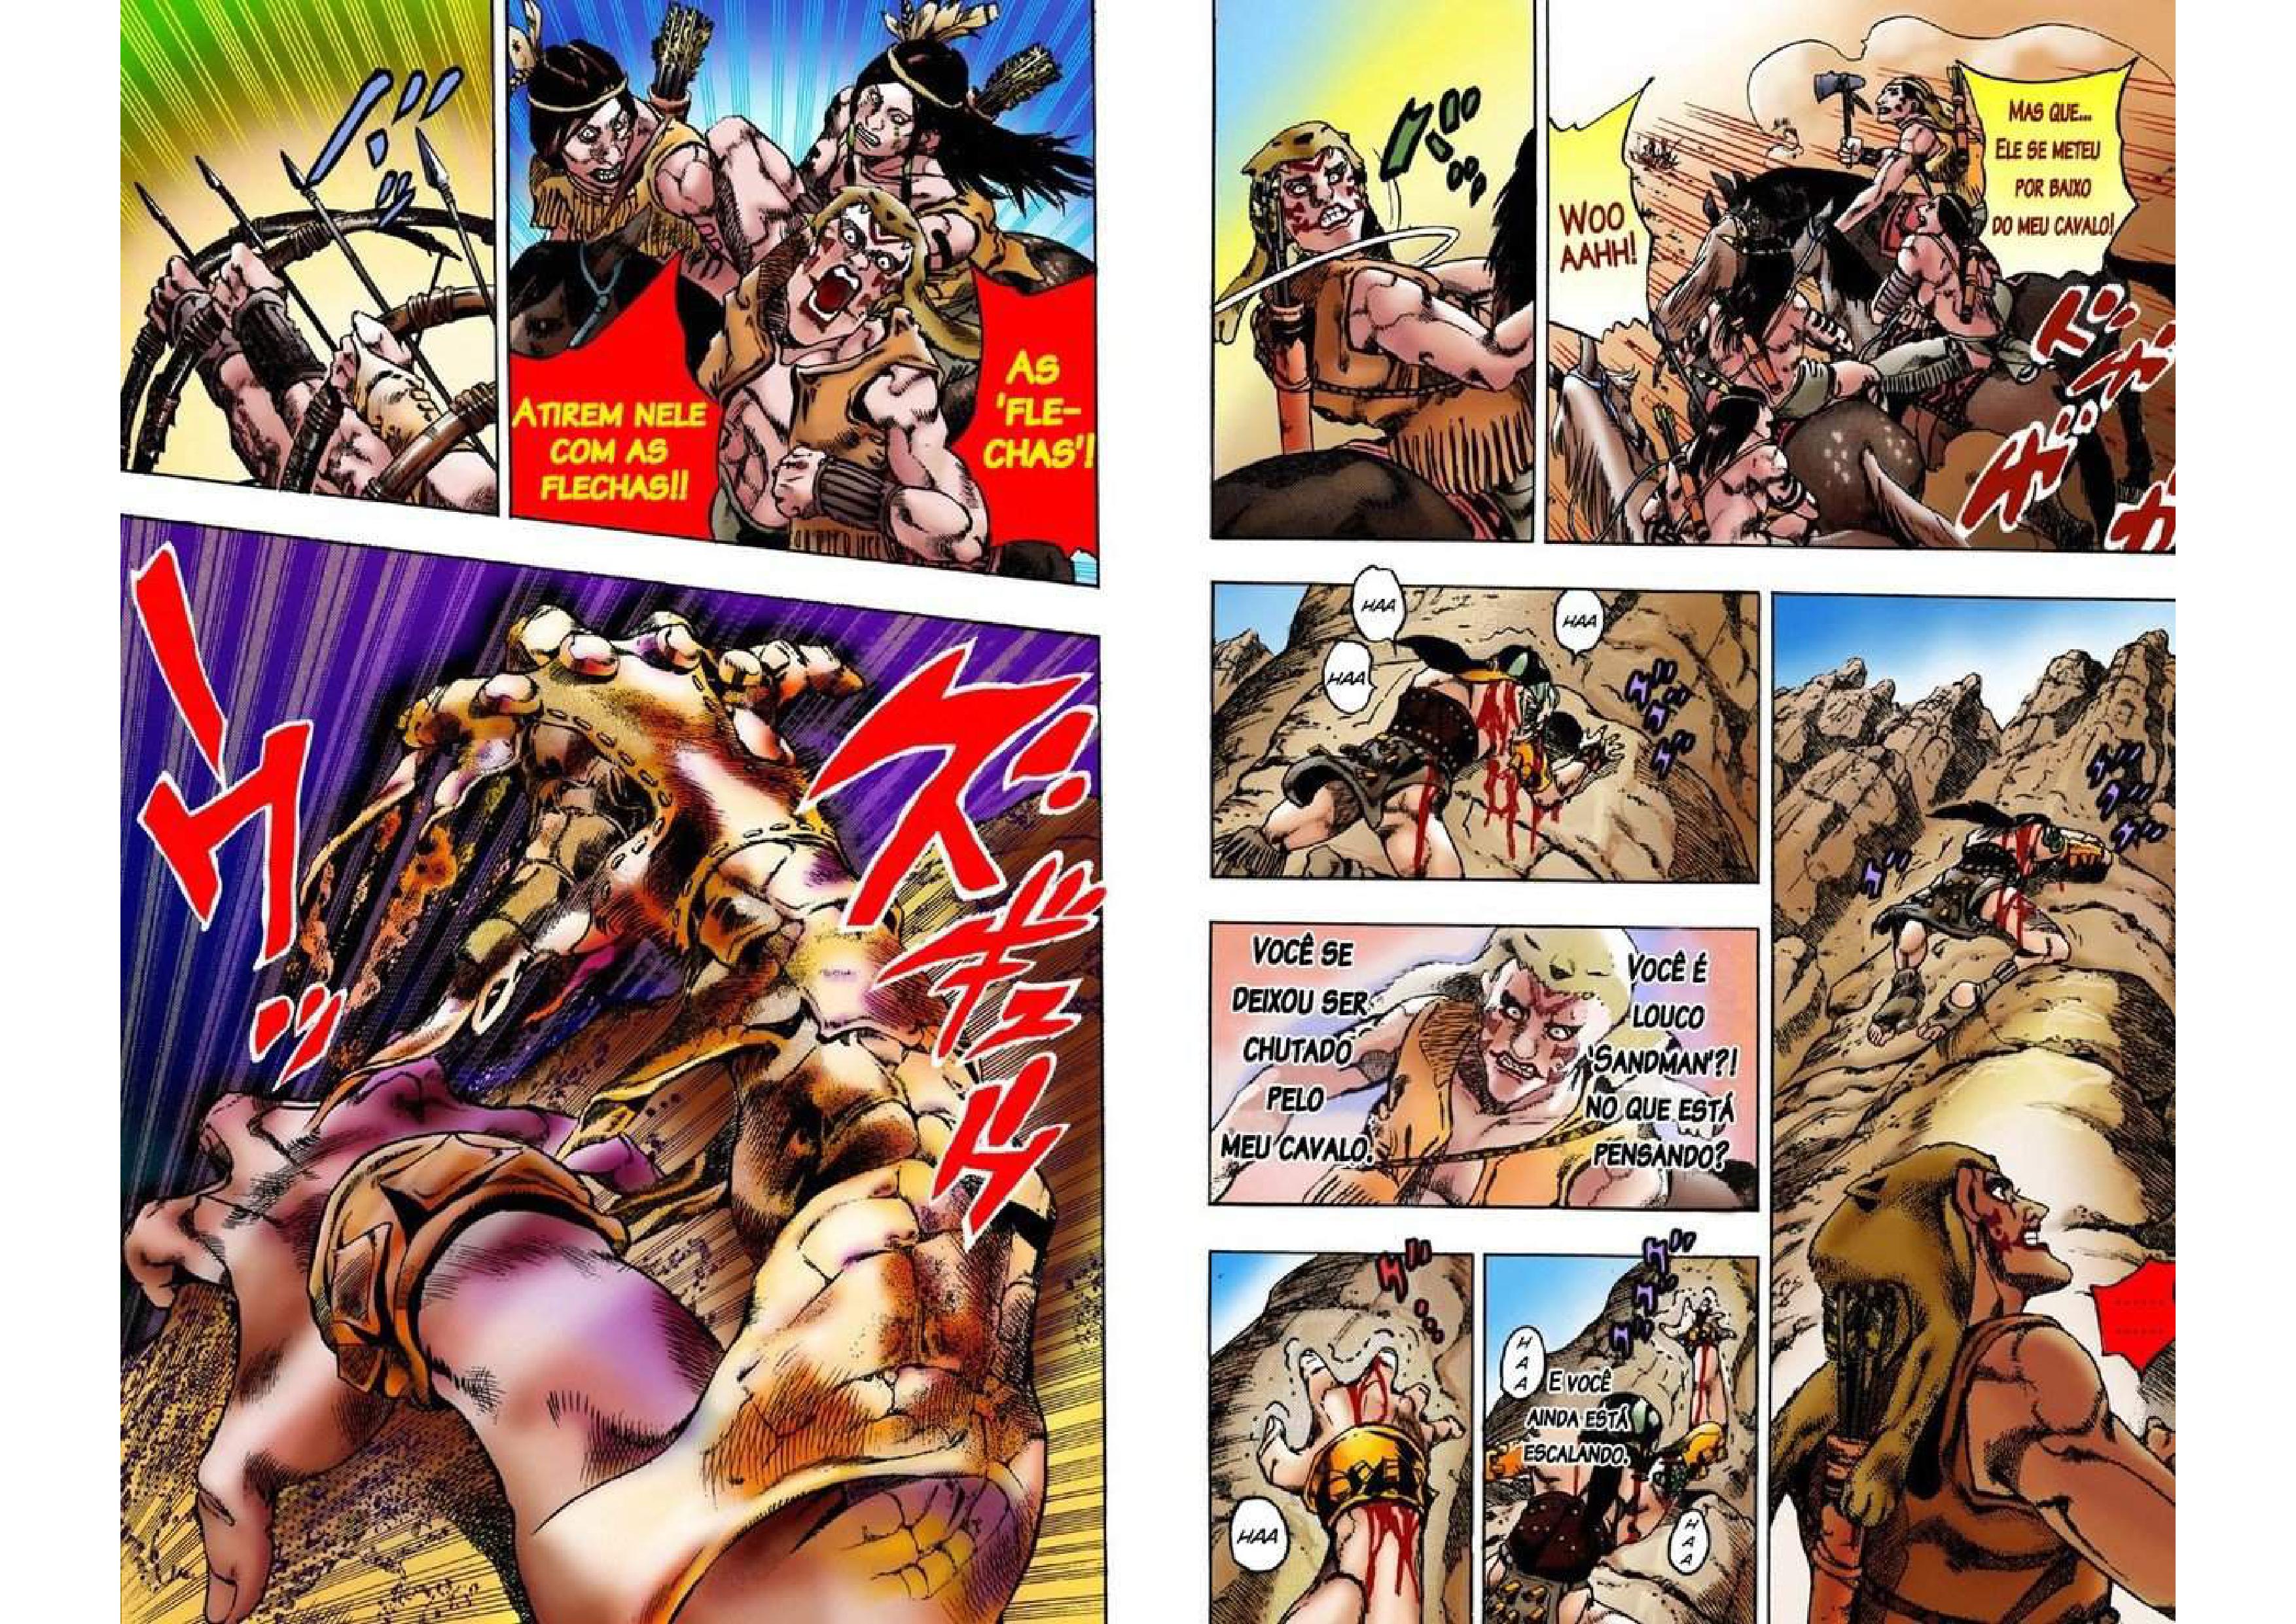 MAS QUE...
ELE SE METEU
POR BAIXO
DO MEU CAVALO!
WOO
AAHH!
HAA
HAA
HAA
VOCÊ É
LOUCO
'SANDMAN'?!
NO QUE ESTÁ
PENSANDO?
VOCÊ SE
DEIXOU SER
CHUTADO
PELO
MEU CAVALO.
HAA
E VOCÊ
AINDA ESTÁ
ESCALANDO.
HAA
HAA
......
......
AS
'FLE-
CHAS'!
ATIREM NELE
COM AS
FLECHAS!!